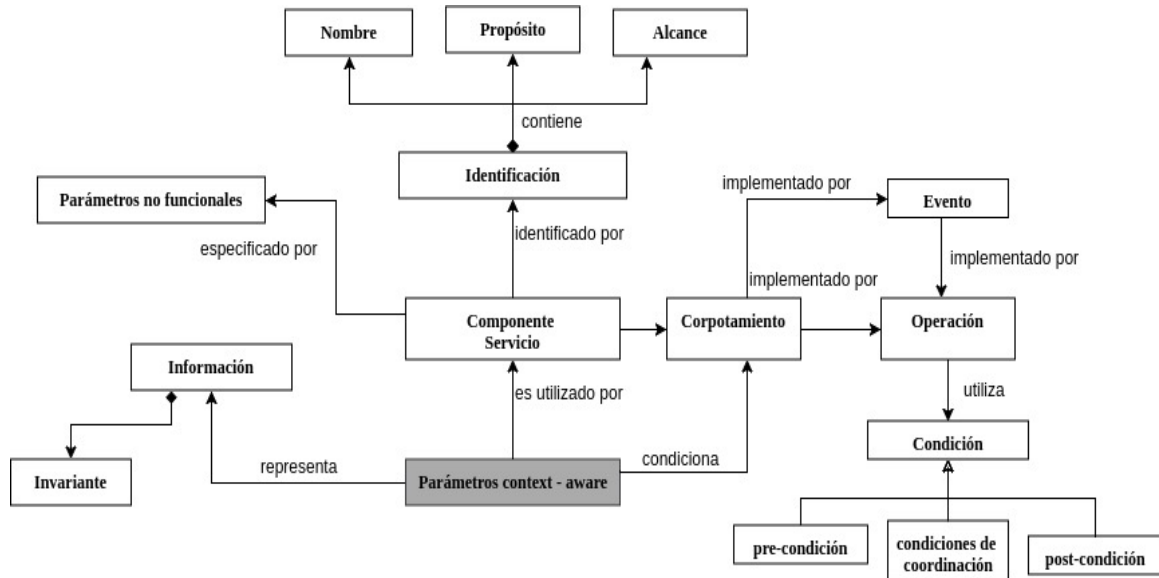 Nombre
Propósito
Alcance
contiene
Identificación
Parámetros no funcionales
implementado por
Evento
especificado por
identificado por
implementado por
implementado por
Componente
Servicio
Corpotamiento
Operación
Información
es utilizado por
utiliza
Condición
representa
condiciona
Invariante
Parámetros context - aware
pre-condición
condiciones de
coordinación
post-condición